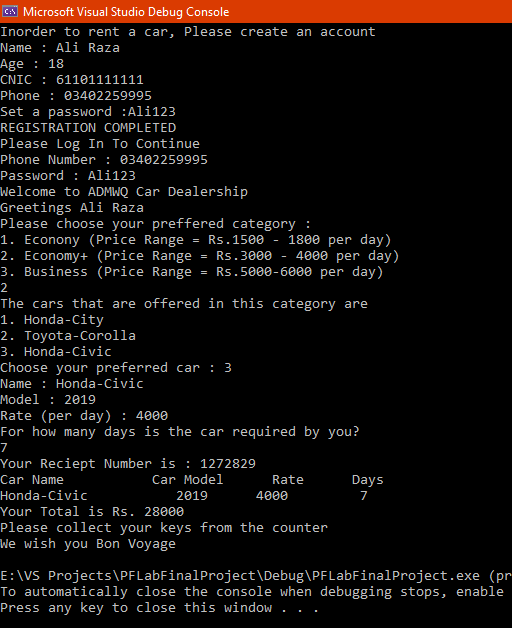 Microsoft Visual Studio Debug Console
Inorder to rent a car, Please create an account
Name : Ali Raza
Age : 18
CNIC : 61101111111
Phone : 03402259995
Set a password :Ali123
REGISTRATION COMPLETED
Please Log In To Continue
Phone Number : 03402259995
Password : Ali123
Welcome to ADMWQ Car Dealership
Greetings Ali Raza
Please choose your preffered category :
1. Econony (Price Range = Rs.1500 - 1800 per day)
2. Economy+ (Price Range = Rs.3000 - 4000 per day)
3. Business (Price Range = Rs.5000-6000 per day)
2
The cars that are offered in this category are
1. Honda-City
2. Toyota-Corolla
3. Honda-Civic
Choose your preferred car : 3
Name : Honda-Civic
Model : 2019
Rate (per day) : 4000
For how many days is the car required by you?
7
Your Reciept Number is : 1272829
Car Name Car Model Rate Days
Honda-Civic 2019 4000 7
Your Total is Rs. 28000
Please collect your keys from the counter
We wish you Bon Voyage
E:\VS Projects\PFLabFinalProject\Debug\PFLabFinalProject.exe (pr
To automatically close the console when debugging stops, enable
Press any key to close this window . . .